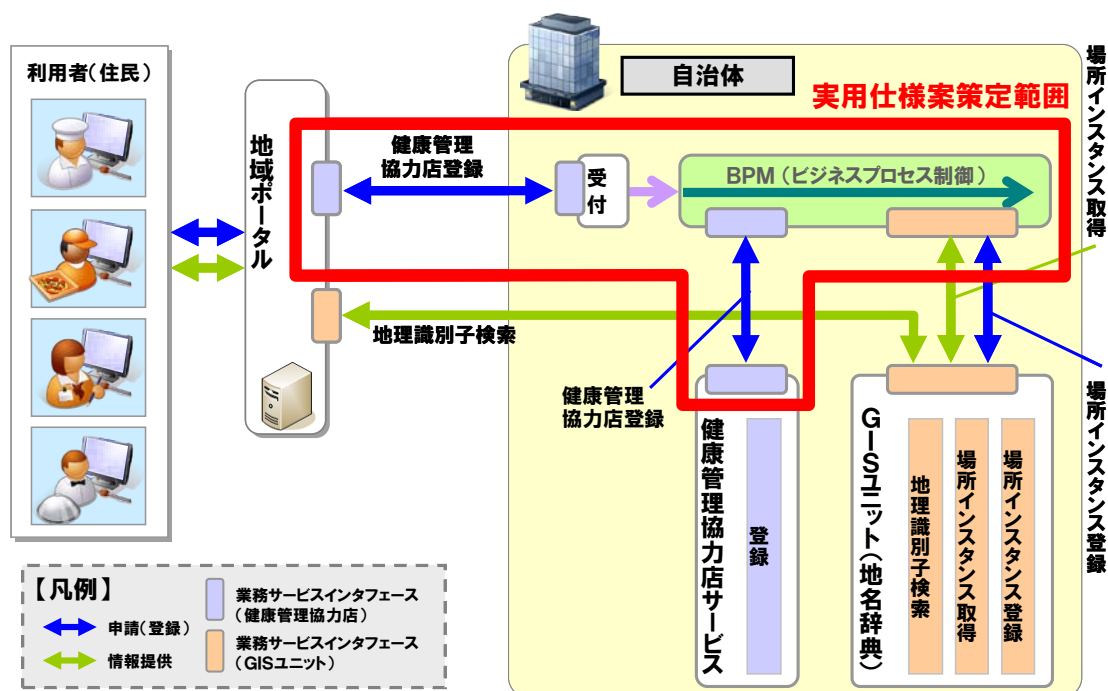 利用者(住民)
地域ポータル
自治体
実用仕様案策定範囲
健康管理
協力店登録
受付
BPM(ビジネスプロセス制御)
場所インスタンス取得
地理識別子検索
健康管理
協力店登録
場所インスタンス登録
健康管理協力店サービス
登録
GISユニット(地名辞典)
地理識別子検索
場所インスタンス取得
場所インスタンス登録
【凡例】
申請(登録)
情報提供
業務サービスインタフェース
(健康管理協力店)
業務サービスインタフェース
(GISユニット)